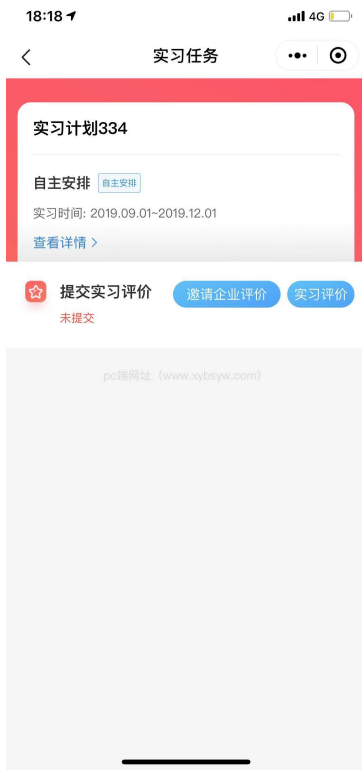 18:18
4G
实习任务
实习计划334
自主安排 自主安排
实习时间: 2019.09.01~2019.12.01
查看详情 >
提交实习评价 邀请企业评价 实习评价
未提交
pc端网址（www.xybsyw.com）